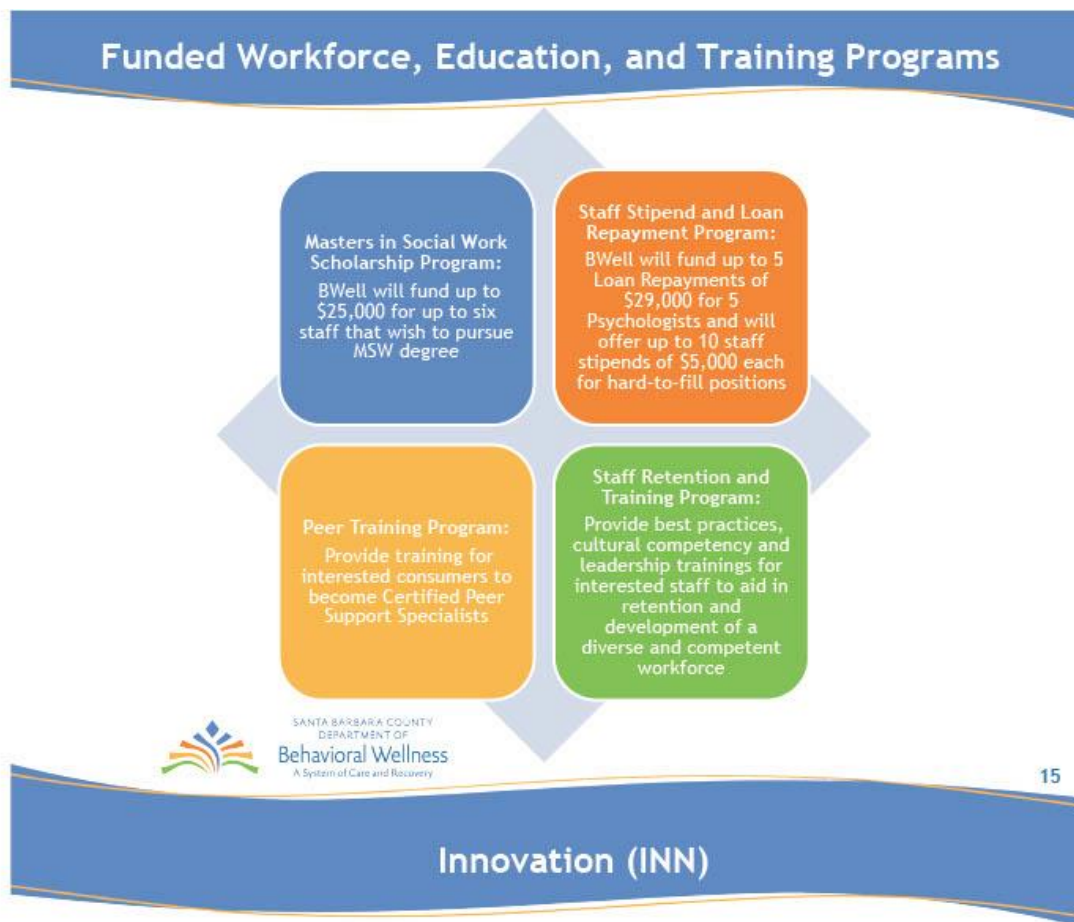 Funded Workforce, Education, and Training Programs
Masters in Social Work
Scholarship Program:
BWell will fund up to
$25,000 for up to six
staff that wish to pursue
MSW degree
Staff Stipend and Loan
Repayment Program:
BWell will fund up to 5
Loan Repayments of
$29,000 for 5
Psychologists and will
offer up to 10 staff
stipends of $5,000 each
for hard-to-fill positions
Peer Training Program:
Provide training for
interested consumers to
become Certified Peer
Support Specialists
Staff Retention and
Training Program:
Provide best practices,
cultural competency and
leadership trainings for
interested staff to aid in
retention and
development of a
diverse and competent
workforce
SANTA BARBARA COUNTY
DEPARTMENT OF
Behavioral Wellness
A System of Care and Recovery
15
Innovation (INN)